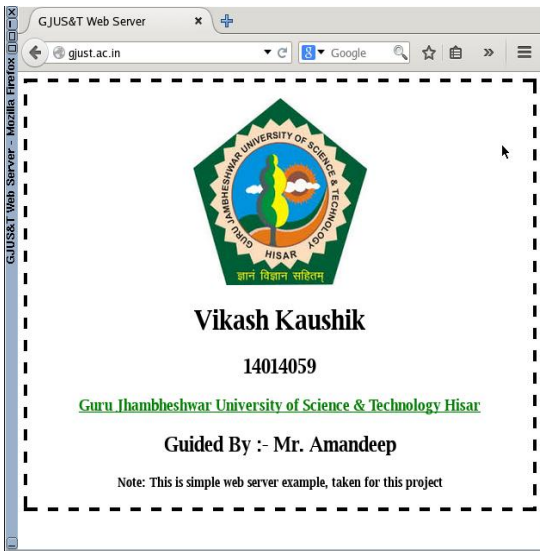 GJUS&T Web Server - Mozilla Firefox
GJUS&T Web Server
gjust.ac.in
Google
GURU JAMBHESHWAR UNIVERSITY OF SCIENCE & TECHNOLOGY
HISAR
ज्ञानं विज्ञान सहितम्
Vikash Kaushik
14014059
Guru Jhambheshwar University of Science & Technology Hisar
Guided By :- Mr. Amandeep
Note: This is simple web server example, taken for this project